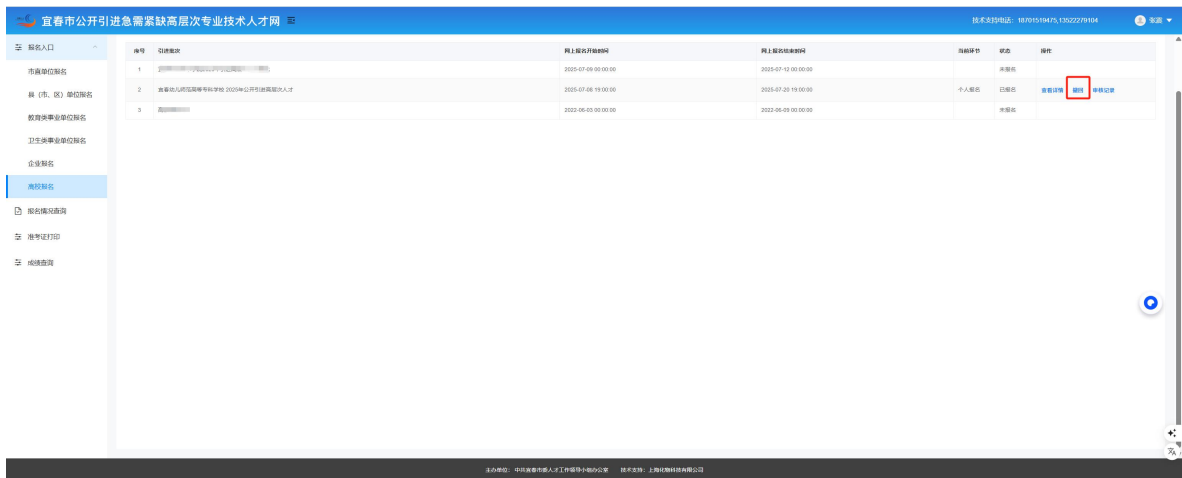 宜春市公开引进急需紧缺高层次专业技术人才网
技术支持电话：18701519475,13522279104
报名入口
市直单位报名
县（市、区）单位报名
教育类事业单位报名
卫生类事业单位报名
企业报名
高校报名
报名情况查询
准考证打印
成绩查询
序号 引进批次 网上报名开始时间 网上报名结束时间 当前环节 状态 操作
1 2025-07-09 00:00:00 2025-07-12 00:00:00 未报名
2 宜春幼儿师范高等专科学校 2025年公开引进高层次人才 2025-07-08 19:00:00 2025-07-20 19:00:00 个人报名 已报名 查看详情 撤回 审核记录
3 2022-06-03 00:00:00 2022-06-09 00:00:00 未报名
主办单位：中共宜春市委人才工作领导小组办公室 技术支持：上海红翱科技有限公司